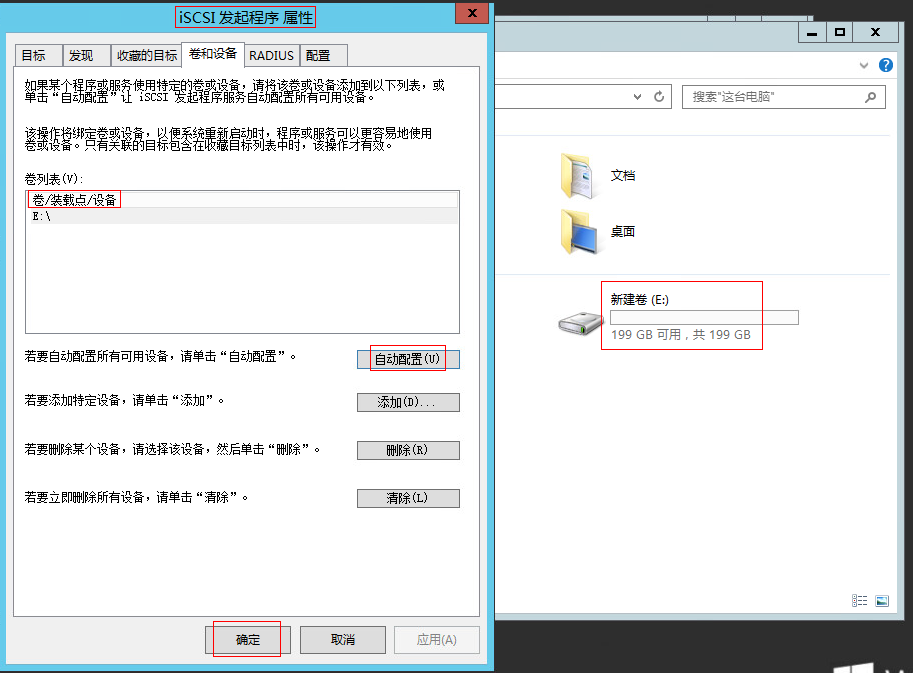 iSCSI 发起程序 属性
目标 发现 收藏的目标 卷和设备 RADIUS 配置
如果某个程序或服务使用特定的卷或设备，请将该卷或设备添加到以下列表，或
单击“自动配置”让 iSCSI 发起程序服务自动配置所有可用设备。
该操作将绑定卷或设备，以便系统重新启动时，程序或服务可以更容易地使用
卷或设备。只有关联的目标包含在收藏目标列表中时，该操作才有效。
卷列表(V):
卷/装载点/设备
E:\
若要自动配置所有可用设备，请单击“自动配置”。
自动配置(U)
若要添加特定设备，请单击“添加”。
添加(D)...
若要删除某个设备，请选择该设备，然后单击“删除”。
删除(R)
若要立即删除所有设备，请单击“清除”。
清除(L)
确定 取消 应用(A)
搜索"这台电脑"
文档
桌面
新建卷 (E:)
199 GB 可用，共 199 GB